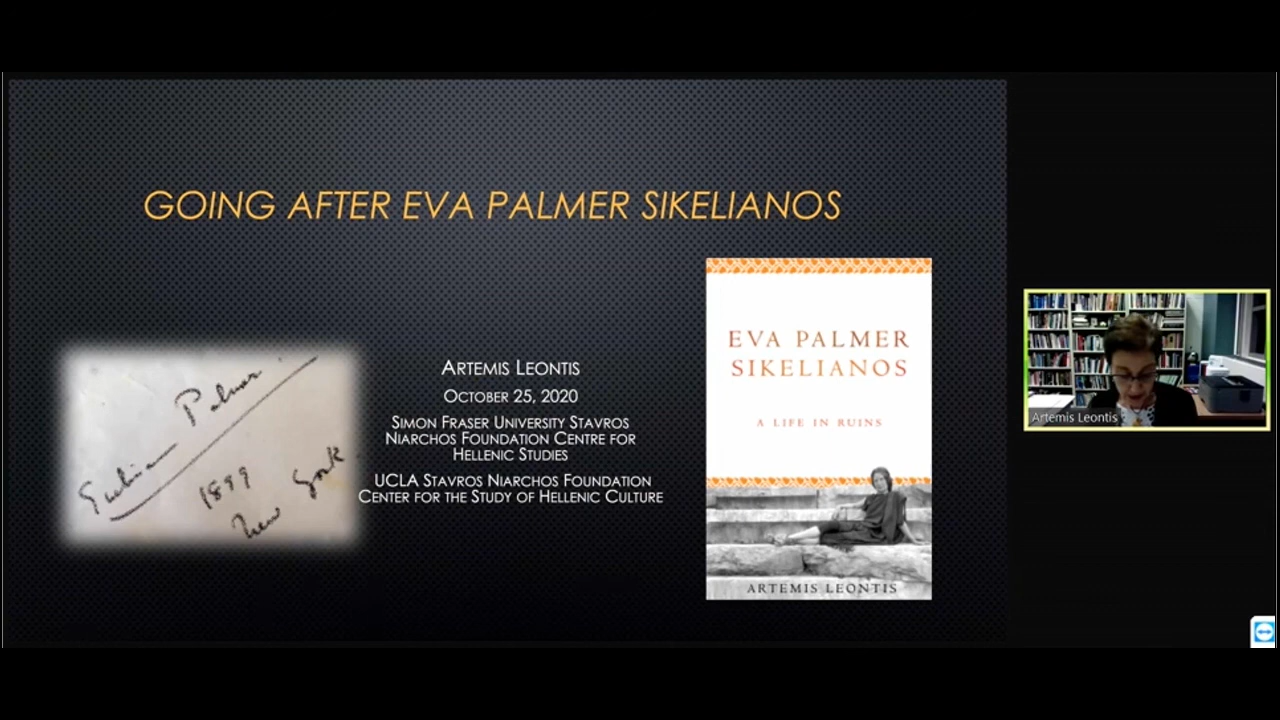 GOING AFTER EVA PALMER SIKELIANOS
ARTEMIS LEONTIS
OCTOBER 25, 2020
SIMON FRASER UNIVERSITY STAVROS
NIARCHOS FOUNDATION CENTRE FOR
HELLENIC STUDIES
UCLA STAVROS NIARCHOS FOUNDATION
CENTER FOR THE STUDY OF HELLENIC CULTURE
Palmer
1899
New York
EVA PALMER
SIKELIANOS
A LIFE IN RUINS
ARTEMIS LEONTIS
Artemis Leontis